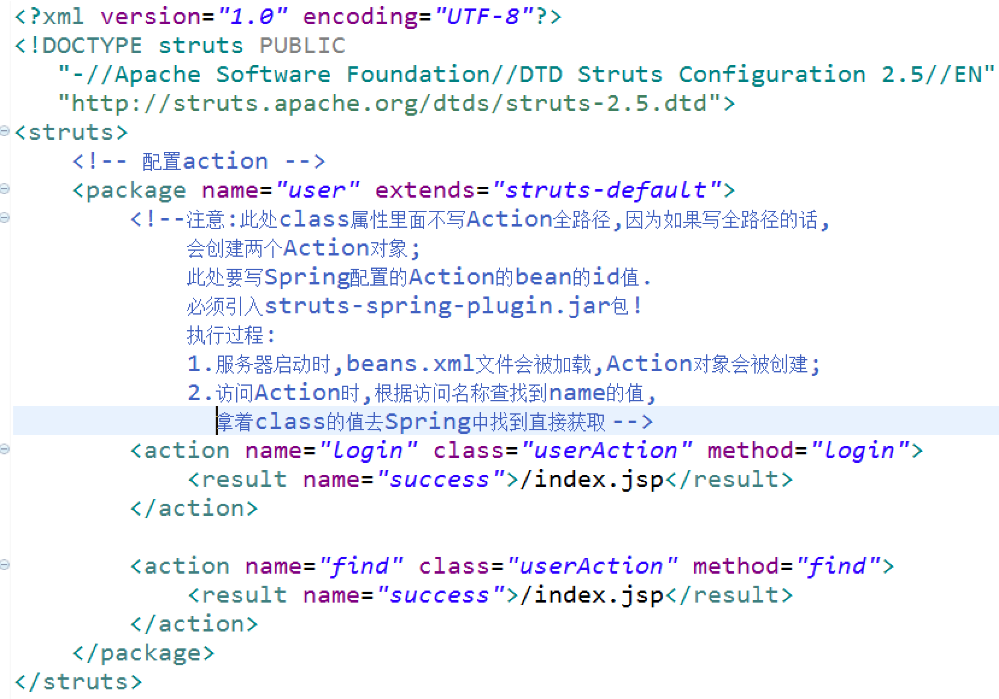 <?xml version="1.0" encoding="UTF-8"?>
<!DOCTYPE struts PUBLIC
"-//Apache Software Foundation//DTD Struts Configuration 2.5//EN"
"http://struts.apache.org/dtds/struts-2.5.dtd">
<struts>
<!-- 配置action -->
<package name="user" extends="struts-default">
<!--注意:此处class属性里面不写Action全路径,因为如果写全路径的话,
会创建两个Action对象;
此处要写Spring配置的Action的bean的id值.
必须引入struts-spring-plugin.jar包!
执行过程:
1.服务器启动时,beans.xml文件会被加载,Action对象会被创建;
2.访问Action时,根据访问名称查找到name的值,
拿着class的值去Spring中找到直接获取 -->
<action name="login" class="userAction" method="login">
<result name="success">/index.jsp</result>
</action>
<action name="find" class="userAction" method="find">
<result name="success">/index.jsp</result>
</action>
</package>
</struts>